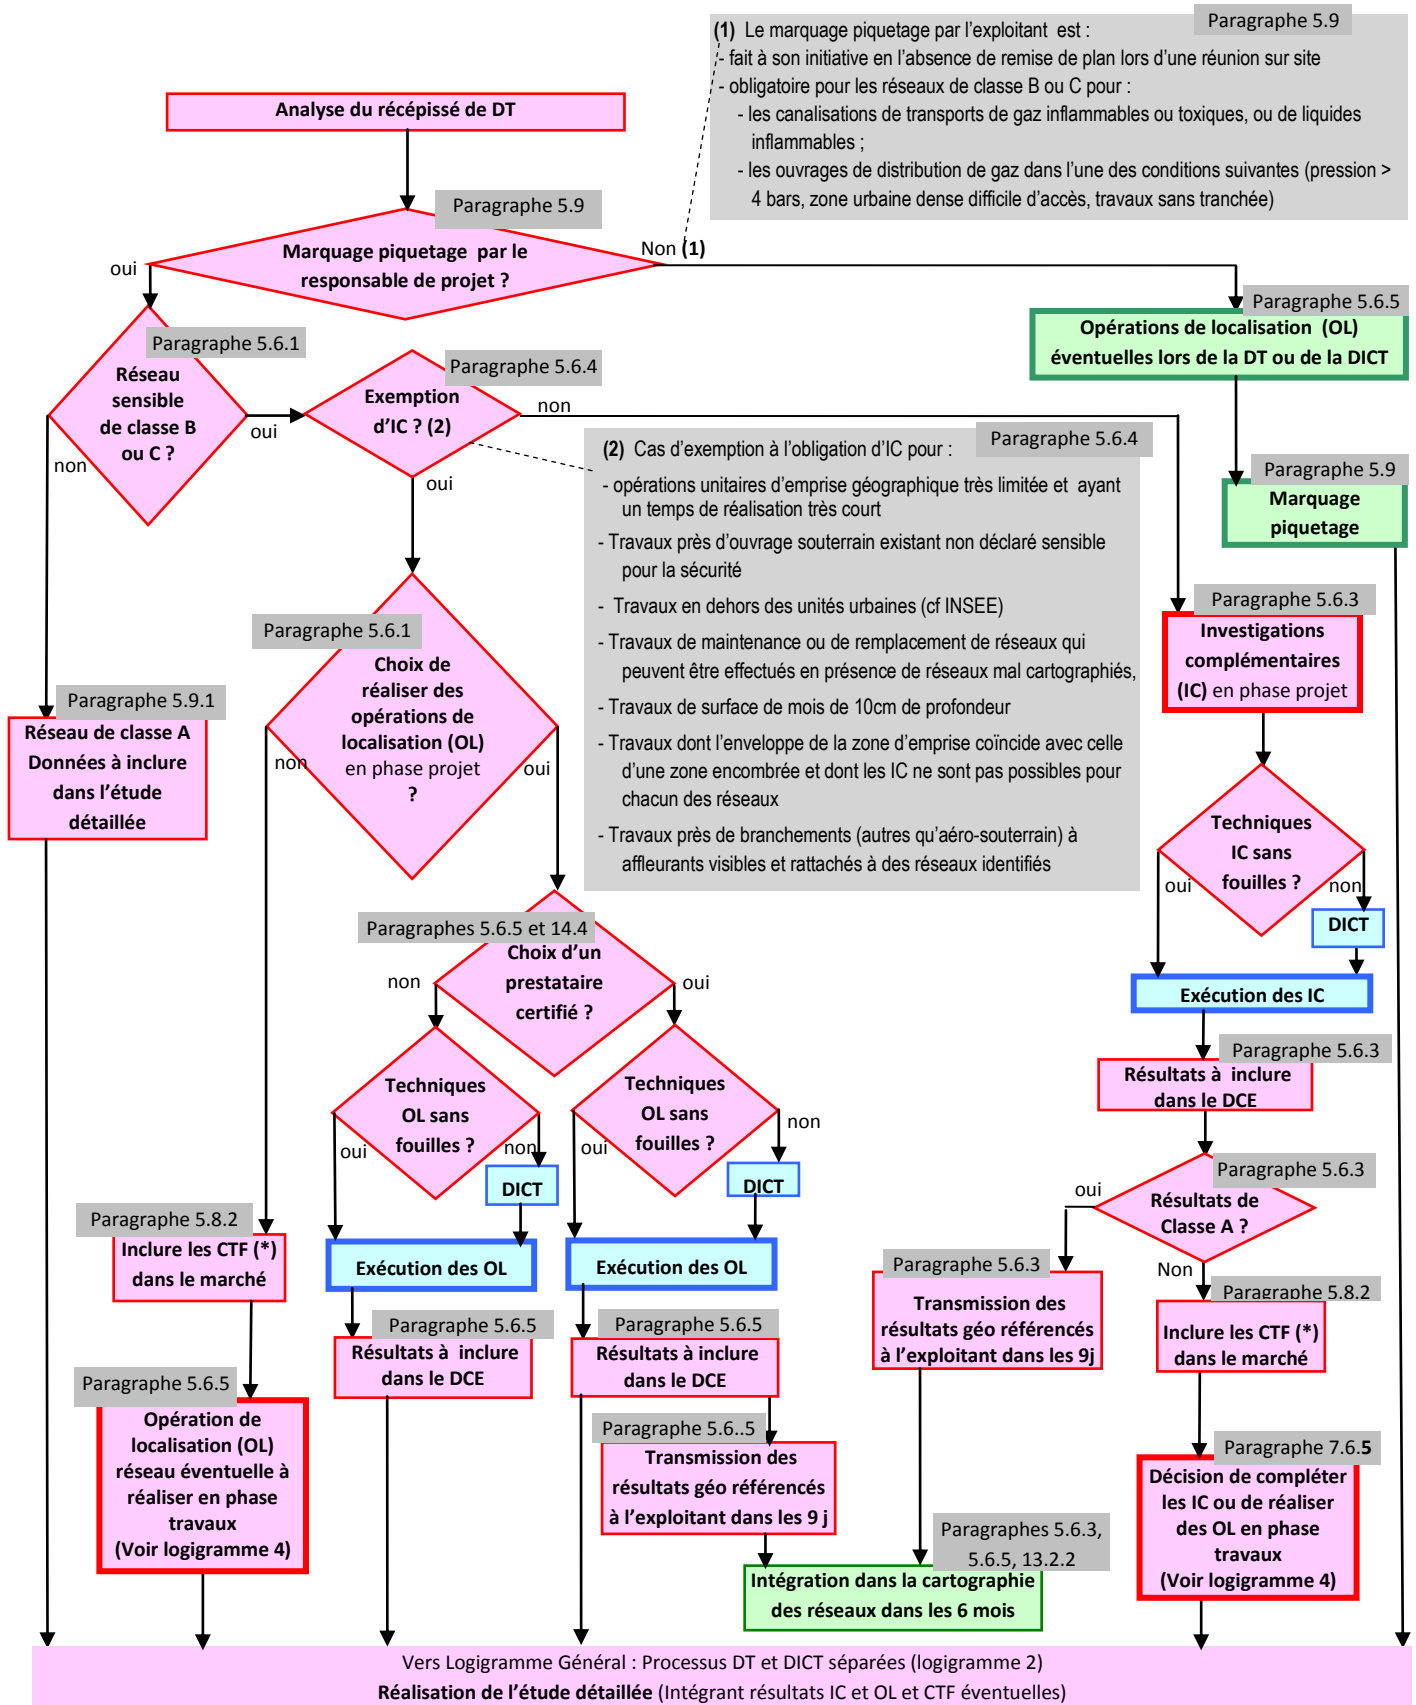 Paragraphe 5.9
(1) Le marquage piquetage par l'exploitant est :
- fait à son initiative en l'absence de remise de plan lors d'une réunion sur site
- obligatoire pour les réseaux de classe B ou C pour :
- les canalisations de transports de gaz inflammables ou toxiques, ou de liquides
inflammables ;
- les ouvrages de distribution de gaz dans l'une des conditions suivantes (pression >
4 bars, zone urbaine dense difficile d'accès, travaux sans tranchée)
Analyse du récépissé de DT
Paragraphe 5.9
Marquage piquetage par le
responsable de projet ?
oui
Non (1)
Paragraphe 5.6.5
Opérations de localisation (OL)
éventuelles lors de la DT ou de la DICT
Paragraphe 5.9
Marquage
piquetage
Paragraphe 5.6.1
Réseau
sensible
de classe B
ou C ?
oui
non
Paragraphe 5.6.4
Exemption
d'IC ? (2)
non
oui
Paragraphe 5.6.4
(2) Cas d'exemption à l'obligation d'IC pour :
- opérations unitaires d'emprise géographique très limitée et ayant
un temps de réalisation très court
- Travaux près d'ouvrage souterrain existant non déclaré sensible
pour la sécurité
- Travaux en dehors des unités urbaines (cf INSEE)
- Travaux de maintenance ou de remplacement de réseaux qui
peuvent être effectués en présence de réseaux mal cartographiés,
- Travaux de surface de mois de 10cm de profondeur
- Travaux dont l'enveloppe de la zone d'emprise coïncide avec celle
d'une zone encombrée et dont les IC ne sont pas possibles pour
chacun des réseaux
- Travaux près de branchements (autres qu'aéro-souterrain) à
affleurants visibles et rattachés à des réseaux identifiés
Paragraphe 5.6.3
Investigations
complémentaires
(IC) en phase projet
Paragraphe 5.6.1
Choix de
réaliser des
opérations de
localisation (OL)
en phase projet
?
non
oui
Paragraphe 5.9.1
Réseau de classe A
Données à inclure
dans l'étude
détaillée
Techniques
IC sans
fouilles ?
oui
non
DICT
Exécution des IC
Paragraphes 5.6.5 et 14.4
Choix d'un
prestataire
certifié ?
non
oui
Techniques
OL sans
fouilles ?
oui
non
DICT
Techniques
OL sans
fouilles ?
oui
non
DICT
Paragraphe 5.6.3
Résultats à inclure
dans le DCE
Paragraphe 5.6.3
Résultats de
Classe A ?
oui
Non
Paragraphe 5.8.2
Inclure les CTF (*)
dans le marché
Exécution des OL
Exécution des OL
Paragraphe 5.6.3
Transmission des
résultats géo référencés
à l'exploitant dans les 9j
Paragraphe 5.8.2
Inclure les CTF (*)
dans le marché
Paragraphe 5.6.5
Résultats à inclure
dans le DCE
Paragraphe 5.6.5
Résultats à inclure
dans le DCE
Paragraphe 5.6.5
Opération de
localisation (OL)
réseau éventuelle à
réaliser en phase
travaux
(Voir logigramme 4)
Paragraphe 5.6..5
Transmission des
résultats géo référencés
à l'exploitant dans les 9 j
Paragraphe 7.6.5
Décision de compléter
les IC ou de réaliser
des OL en phase
travaux
(Voir logigramme 4)
Paragraphes 5.6.3,
5.6.5, 13.2.2
Intégration dans la cartographie
des réseaux dans les 6 mois
Vers Logigramme Général : Processus DT et DICT séparées (logigramme 2)
Réalisation de l'étude détaillée (Intégrant résultats IC et OL et CTF éventuelles)